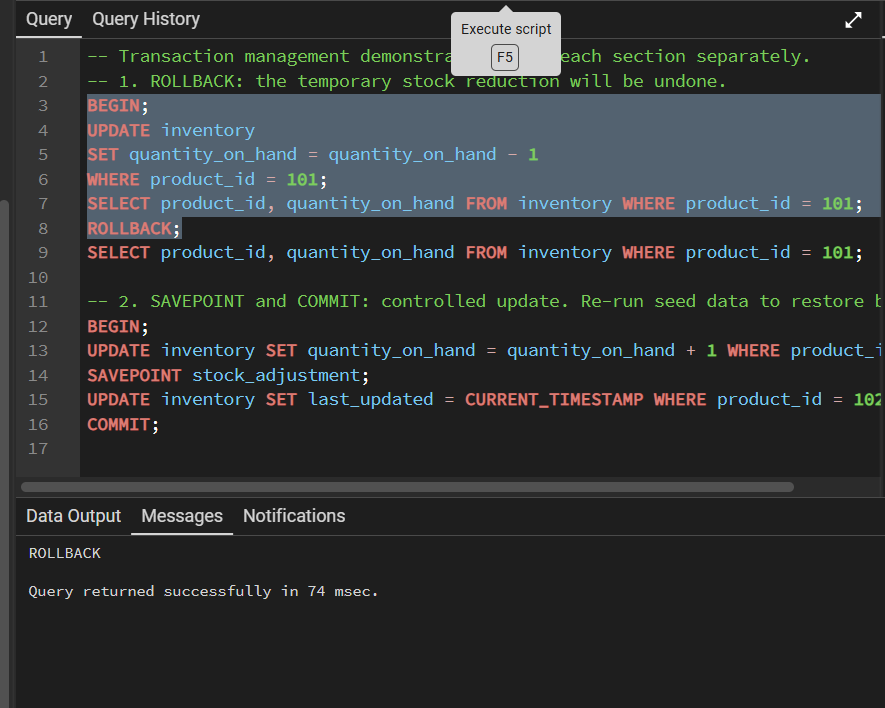 Query Query History
Execute script
F5
1 -- Transaction management demonstra each section separately.
2 -- 1. ROLLBACK: the temporary stock reduction will be undone.
3 BEGIN;
4 UPDATE inventory
5 SET quantity_on_hand = quantity_on_hand - 1
6 WHERE product_id = 101;
7 SELECT product_id, quantity_on_hand FROM inventory WHERE product_id = 101;
8 ROLLBACK;
9 SELECT product_id, quantity_on_hand FROM inventory WHERE product_id = 101;
10
11 -- 2. SAVEPOINT and COMMIT: controlled update. Re-run seed data to restore
12 BEGIN;
13 UPDATE inventory SET quantity_on_hand = quantity_on_hand + 1 WHERE product_i
14 SAVEPOINT stock_adjustment;
15 UPDATE inventory SET last_updated = CURRENT_TIMESTAMP WHERE product_id = 102
16 COMMIT;
17
Data Output Messages Notifications
ROLLBACK
Query returned successfully in 74 msec.